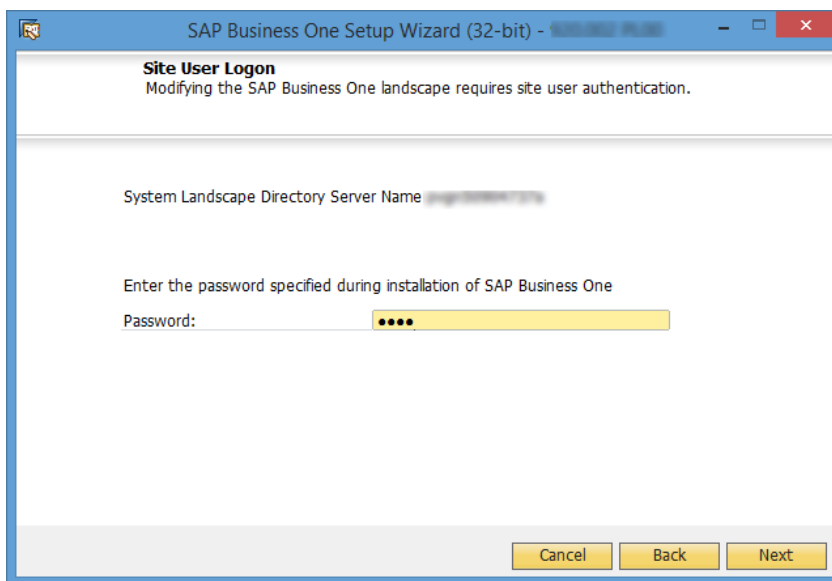 SAP Business One Setup Wizard (32-bit) -
Site User Logon
Modifying the SAP Business One landscape requires site user authentication.
System Landscape Directory Server Name
Enter the password specified during installation of SAP Business One
Password: ••••
Cancel Back Next